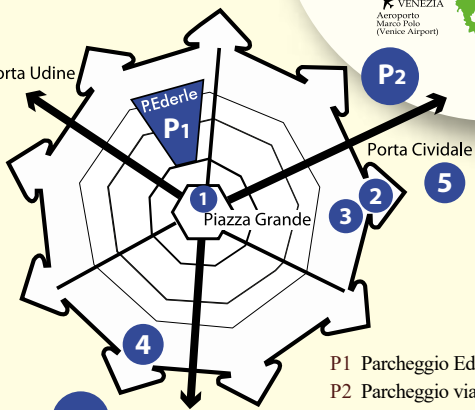 VENEZIA
Aeroporto
Marco Polo
(Venice Airport)
P2
orta Udine
P.Ederle
P1
Porta Cividale
5
2
3
1
Piazza Grande
4
P1 Parcheggio Ed
P2 Parcheggio via